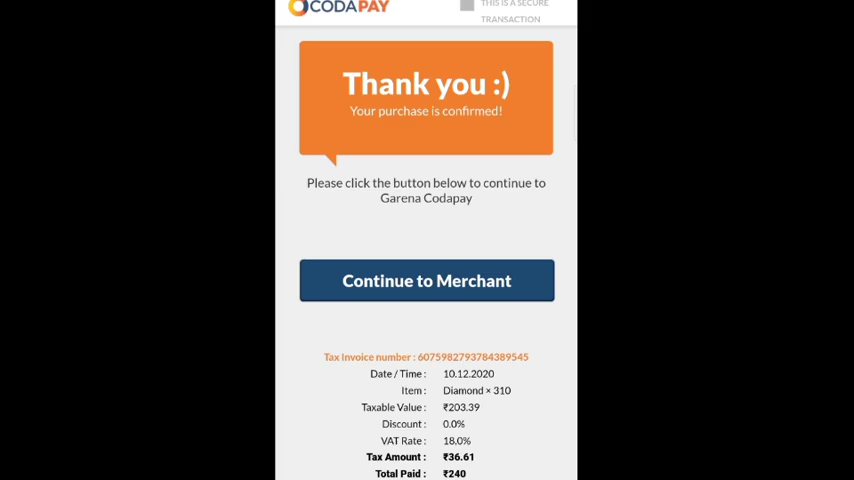 CODAPAY
THIS IS A SECURE
TRANSACTION
Thank you :)
Your purchase is confirmed!
Please click the button below to continue to
Garena Codapay
Continue to Merchant
Tax Invoice number : 6075982793784389545
Date / Time : 10.12.2020
Item : Diamond × 310
Taxable Value : ₹203.39
Discount : 0.0%
VAT Rate : 18.0%
Tax Amount : ₹36.61
Total Paid : ₹240